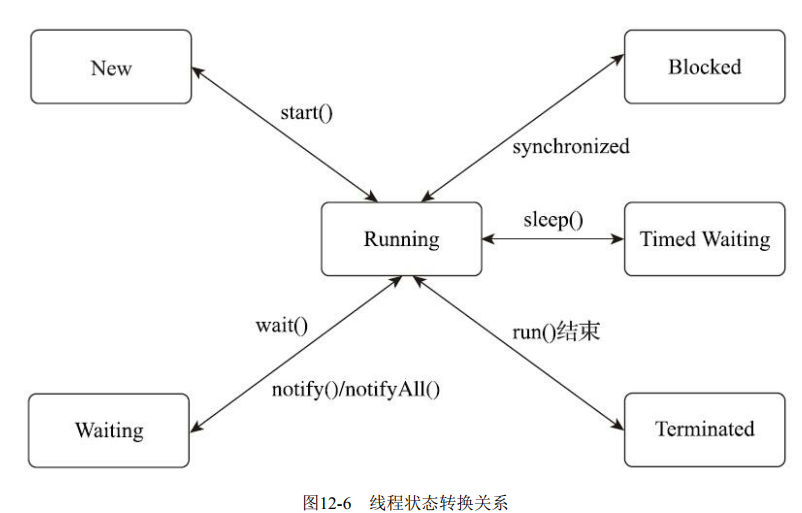 New
Blocked
start()
synchronized
Running
sleep()
Timed Waiting
wait()
run()结束
notify()/notifyAll()
Waiting
Terminated
图12-6 线程状态转换关系